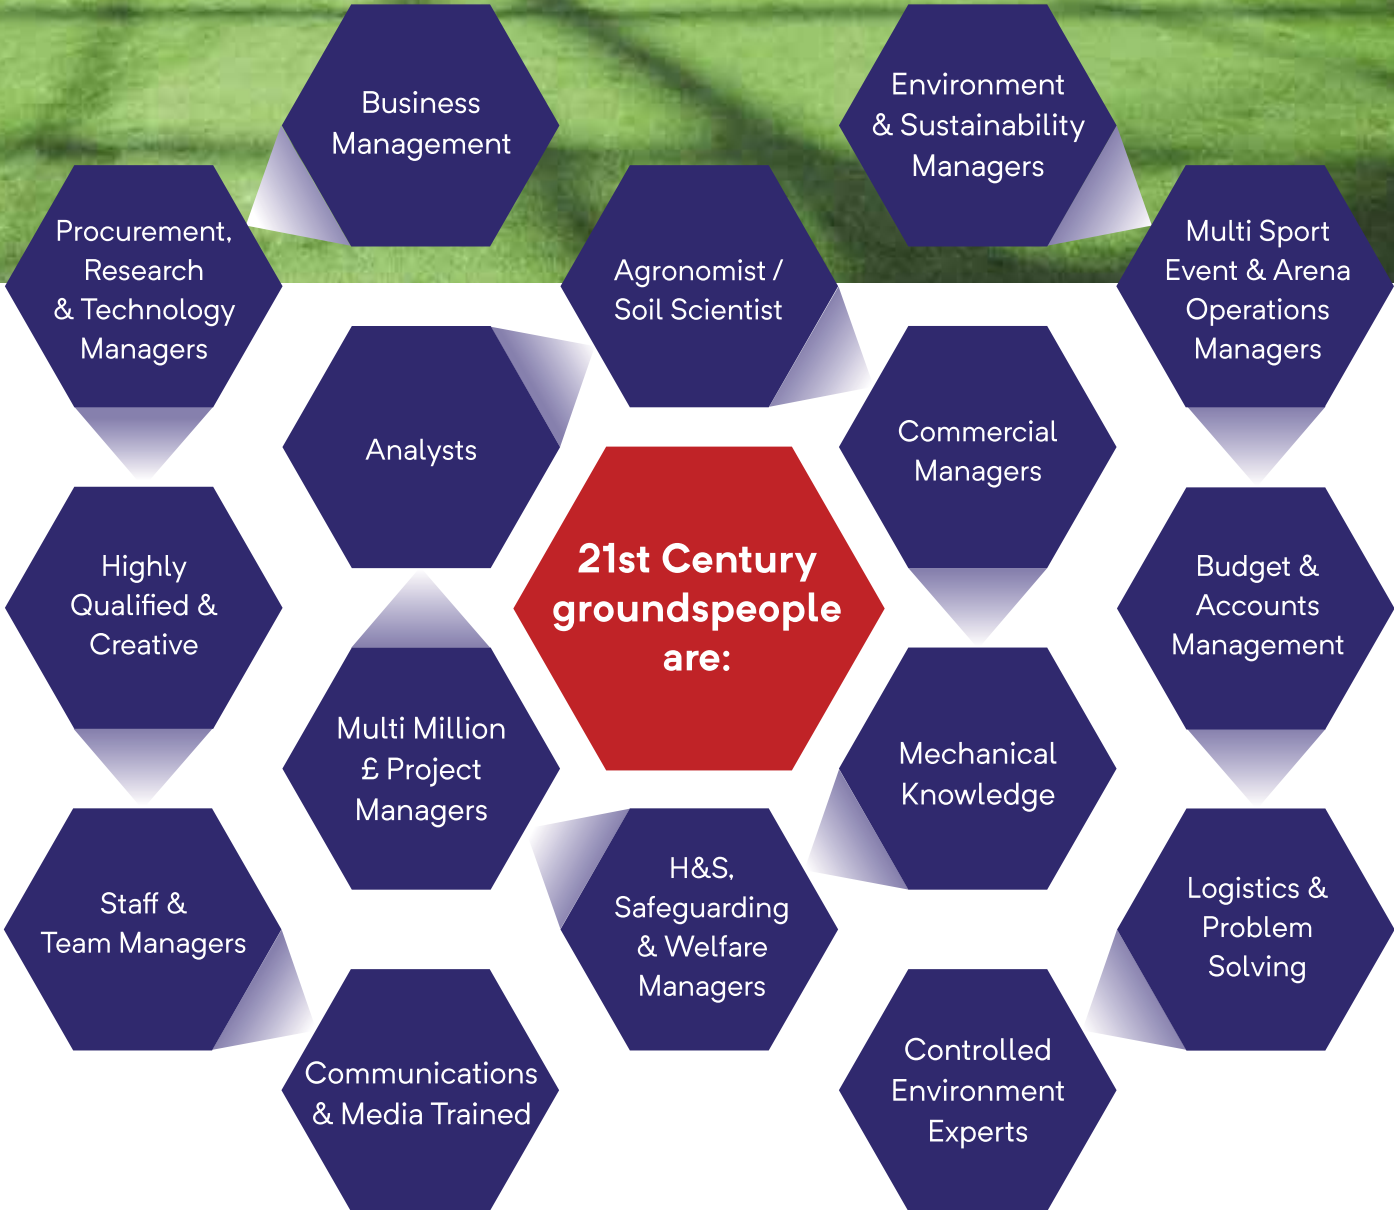 Business
Management
Environment
& Sustainability
Managers
Procurement,
Research
& Technology
Managers
Agronomist /
Soil Scientist
Multi Sport
Event & Arena
Operations
Managers
Analysts
Commercial
Managers
21st Century
groundspeople
are:
Highly
Qualified &
Creative
Budget &
Accounts
Management
Multi Million
£ Project
Managers
Mechanical
Knowledge
Staff &
Team Managers
H&S,
Safeguarding
& Welfare
Managers
Logistics &
Problem
Solving
Communications
& Media Trained
Controlled
Environment
Experts